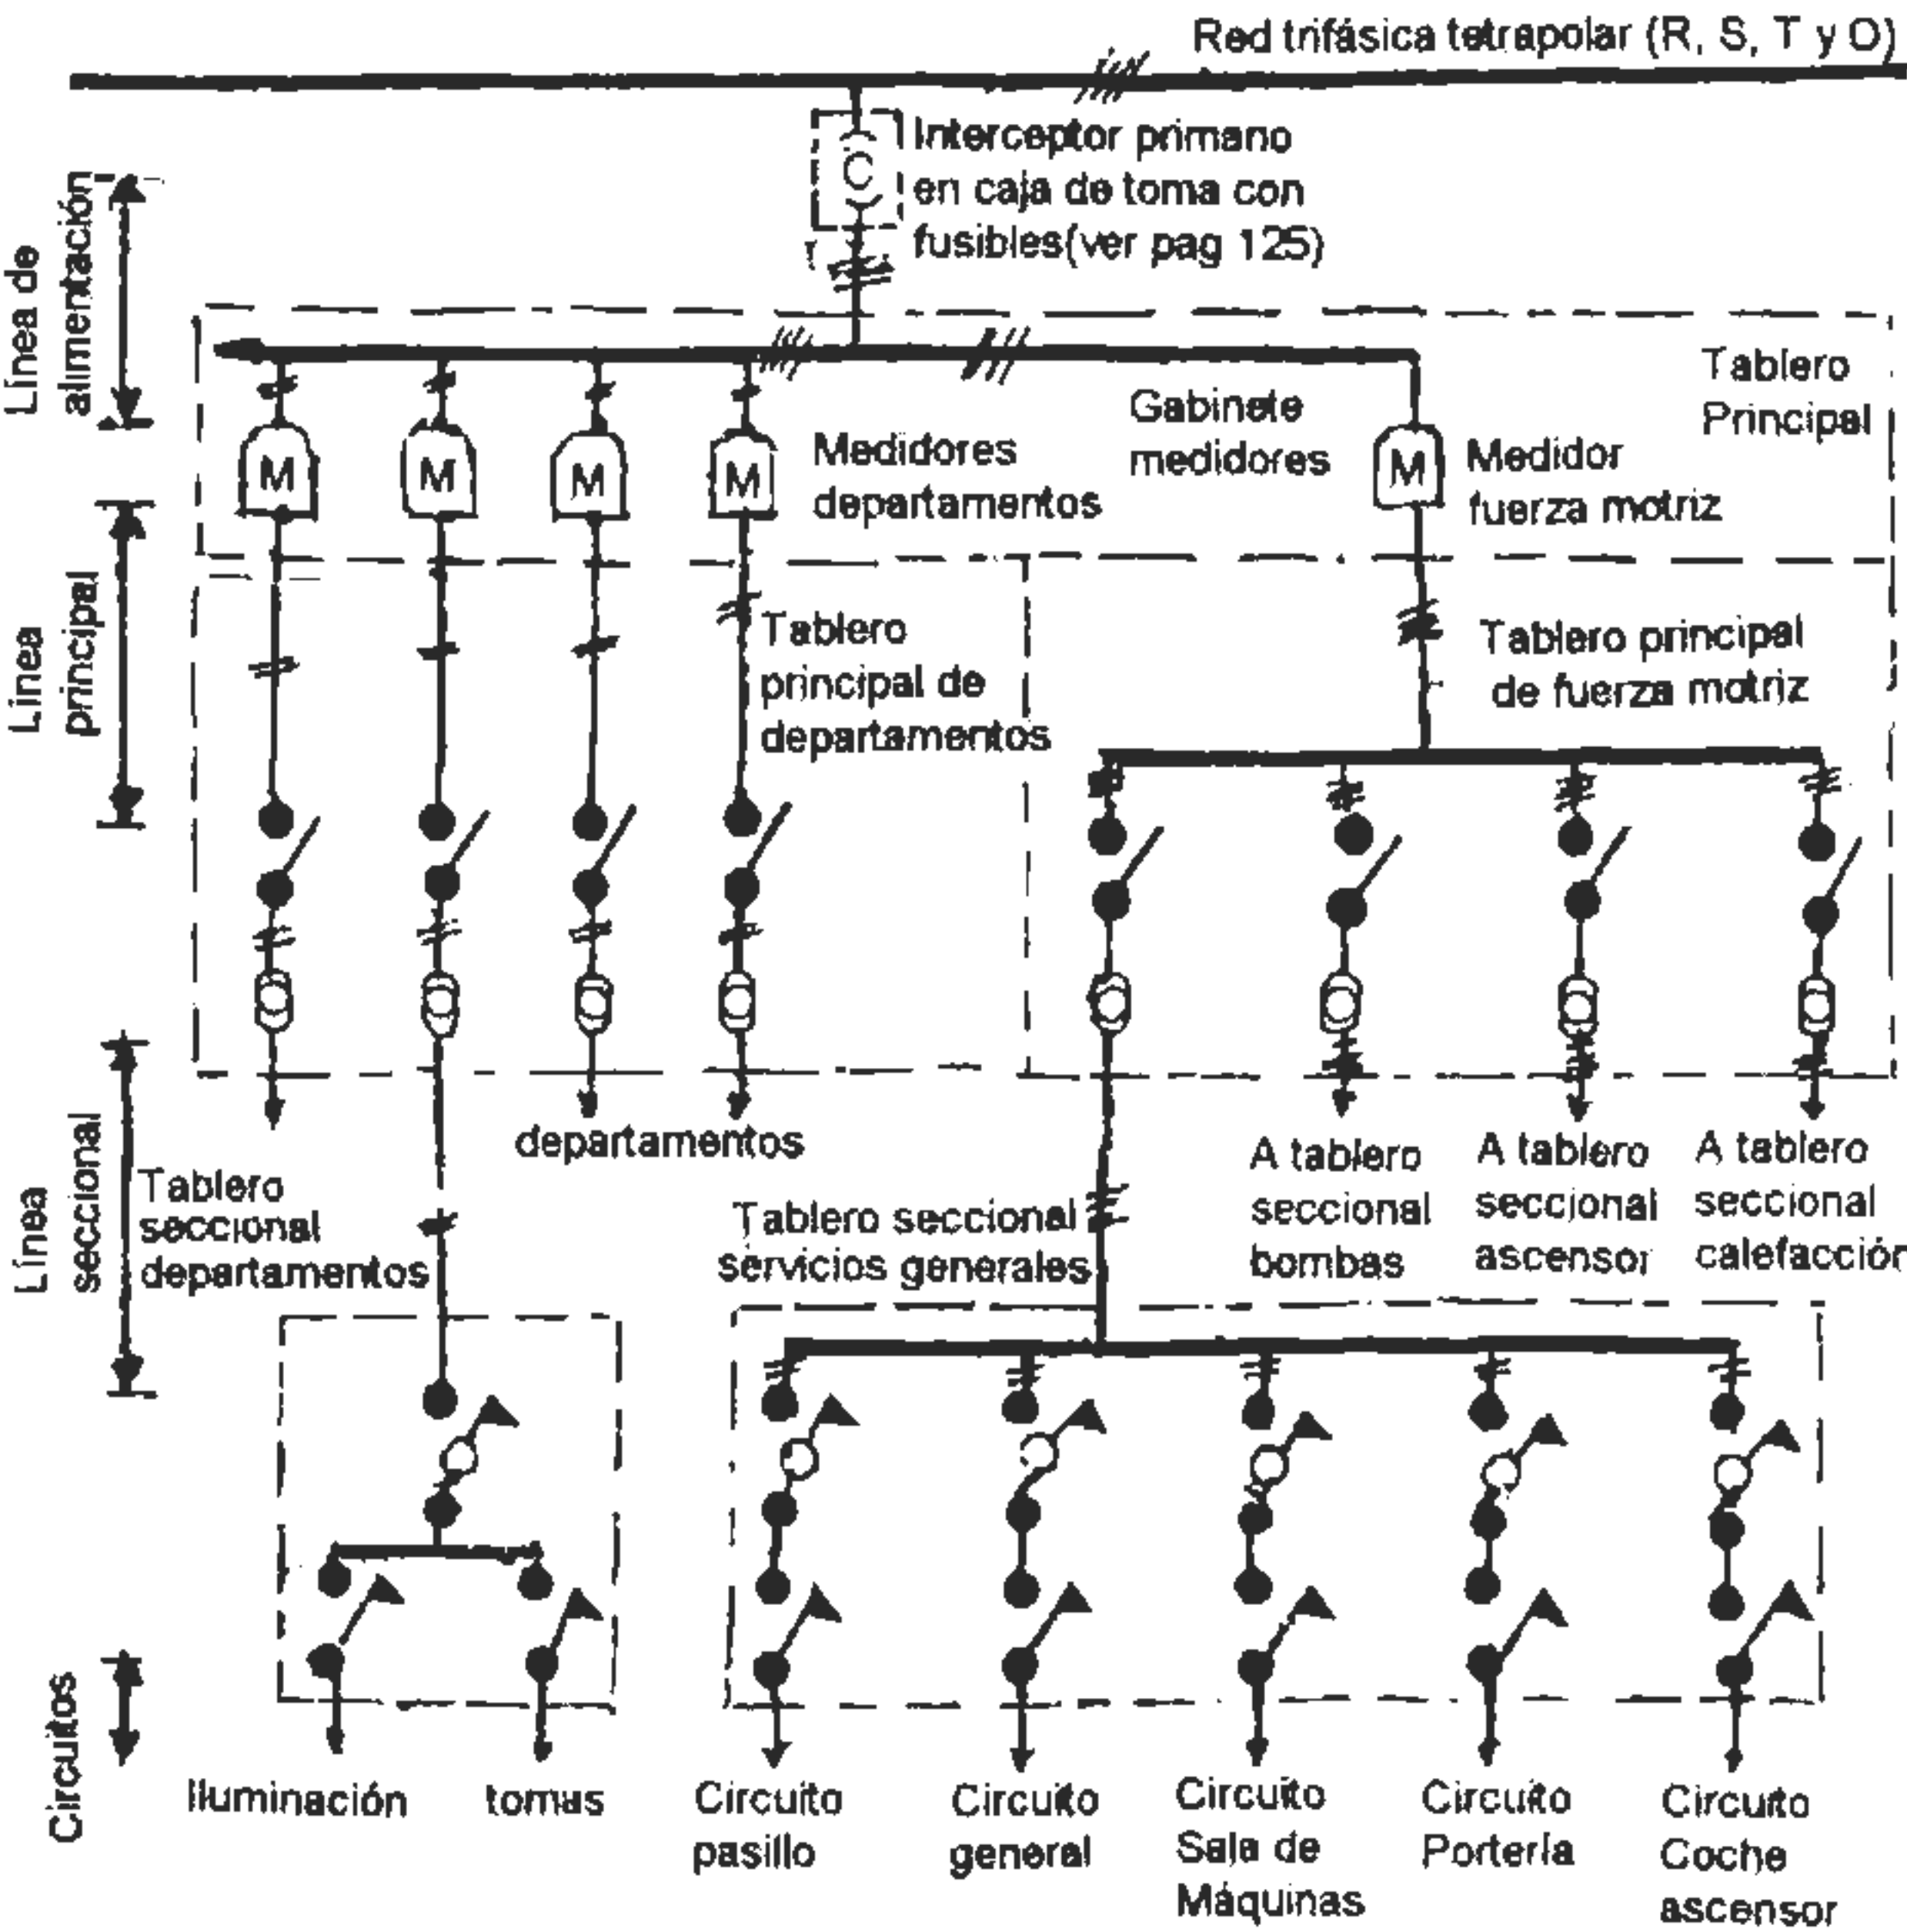 Red trifásica tetrapolar (R, S, T y O)
Interceptor primano
en caja de toma con
fusibles(ver pag 125)
Línea de
alimentación
Tablero
Principal
Gabinete
medidores
M
M
M
M
Medidores
departamentos
M
Medidor
fuerza motriz
Línea
principal
Tablero
principal de
departamentos
Tablero principal
de fuerza motriz
Línea
seccional
departamentos
Tablero
seccional
departamentos
Tablero seccional
servicios generales
A tablero
seccional
bombas
A tablero
seccional
ascensor
A tablero
seccional
calefacción
Circuitos
Iluminación
tomas
Circuito
pasillo
Circuito
general
Circuito
Sala de
Máquinas
Circuito
Portería
Circuito
Coche
ascensor